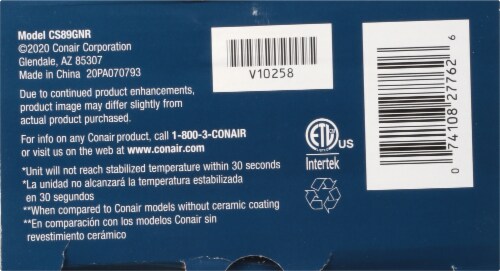 Model CS89GNR
©2020 Conair Corporation
Glendale, AZ 85307
Made in China 20PA070793
Due to continued product enhancements,
product image may differ slightly from
actual product purchased.
For info on any Conair product, call 1-800-3-CONAIR
or visit us on the web at www.conair.com
*Unit will not reach stabilized temperature within 30 seconds
*La unidad no alcanzará la temperatura estabilizada
en 30 segundos
**When compared to Conair models without ceramic coating
**En comparación con los modelos Conair sin
revestimiento cerámico
V10258
ETL US
Intertek
0 74108 27762 6